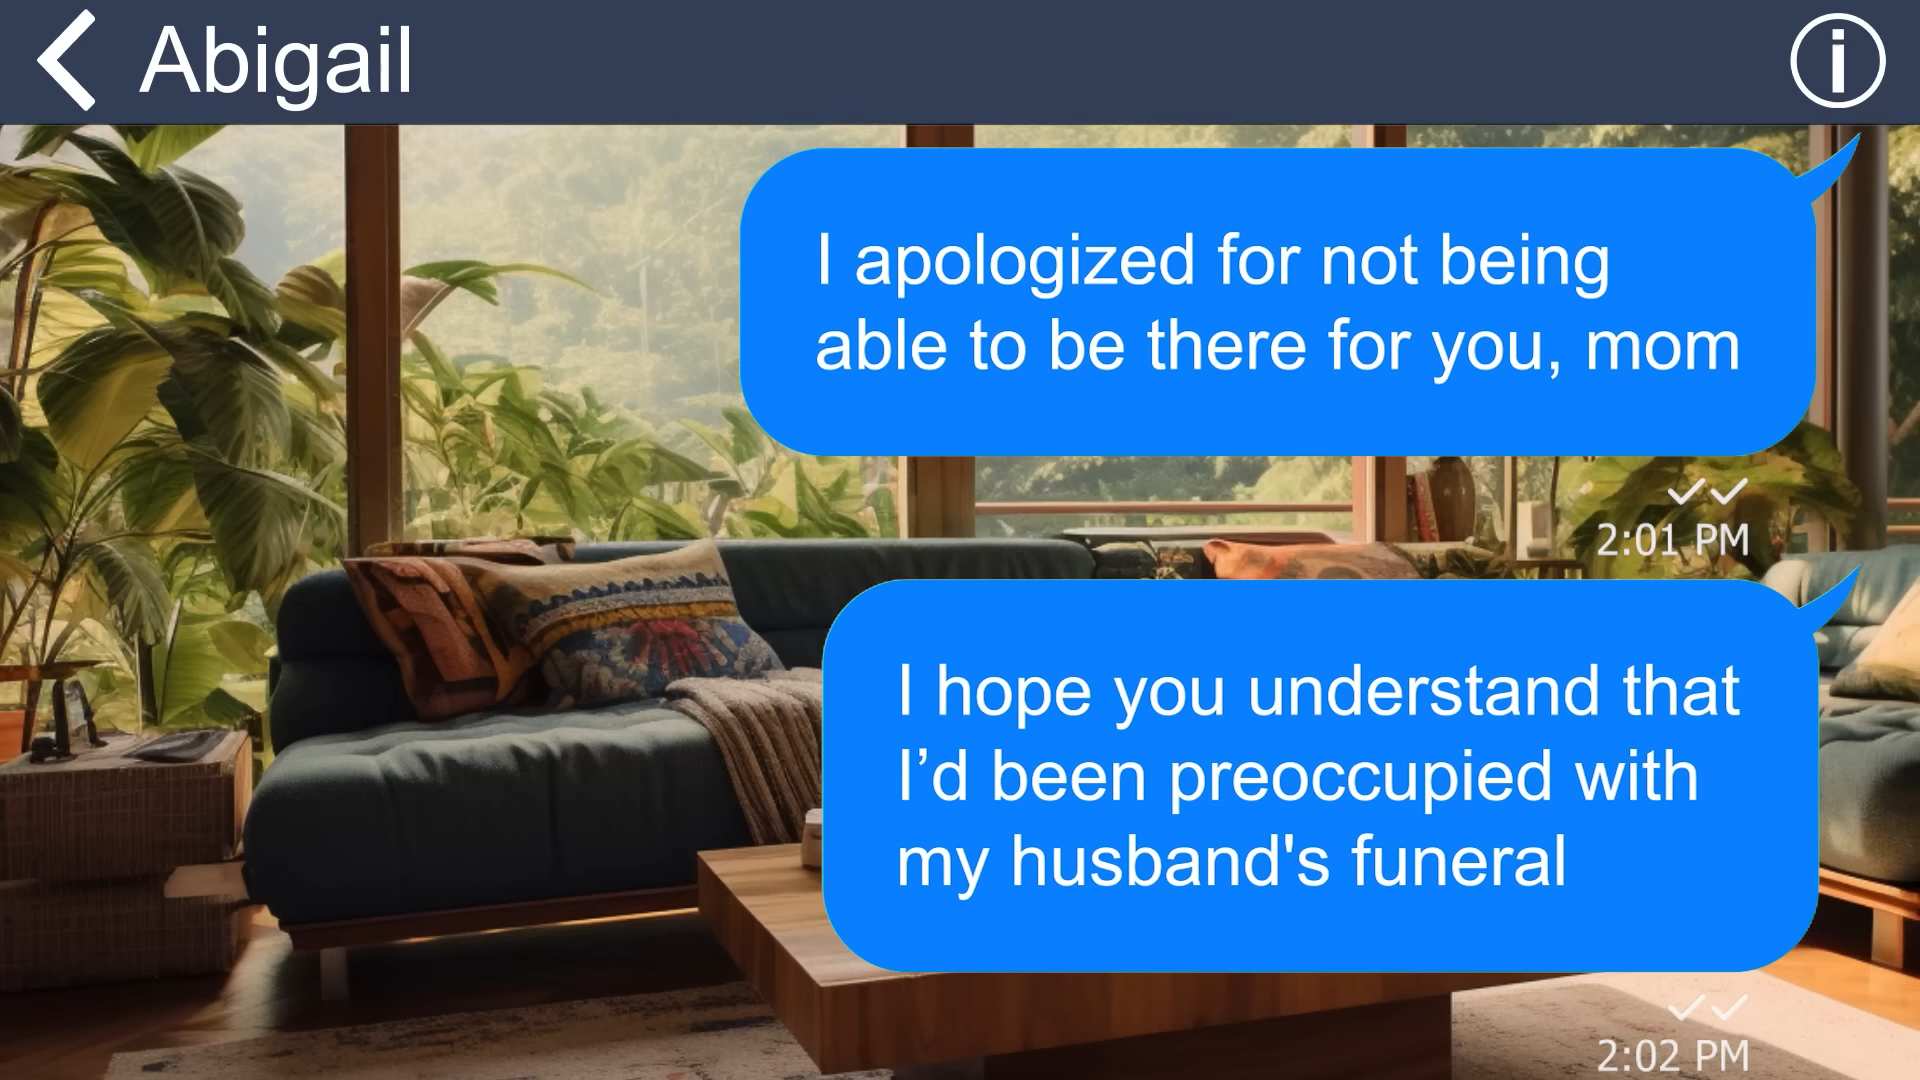 Abigail
I apologized for not being
able to be there for you, mom
2:01 PM
I hope you understand that
I’d been preoccupied with
my husband's funeral
2:02 PM